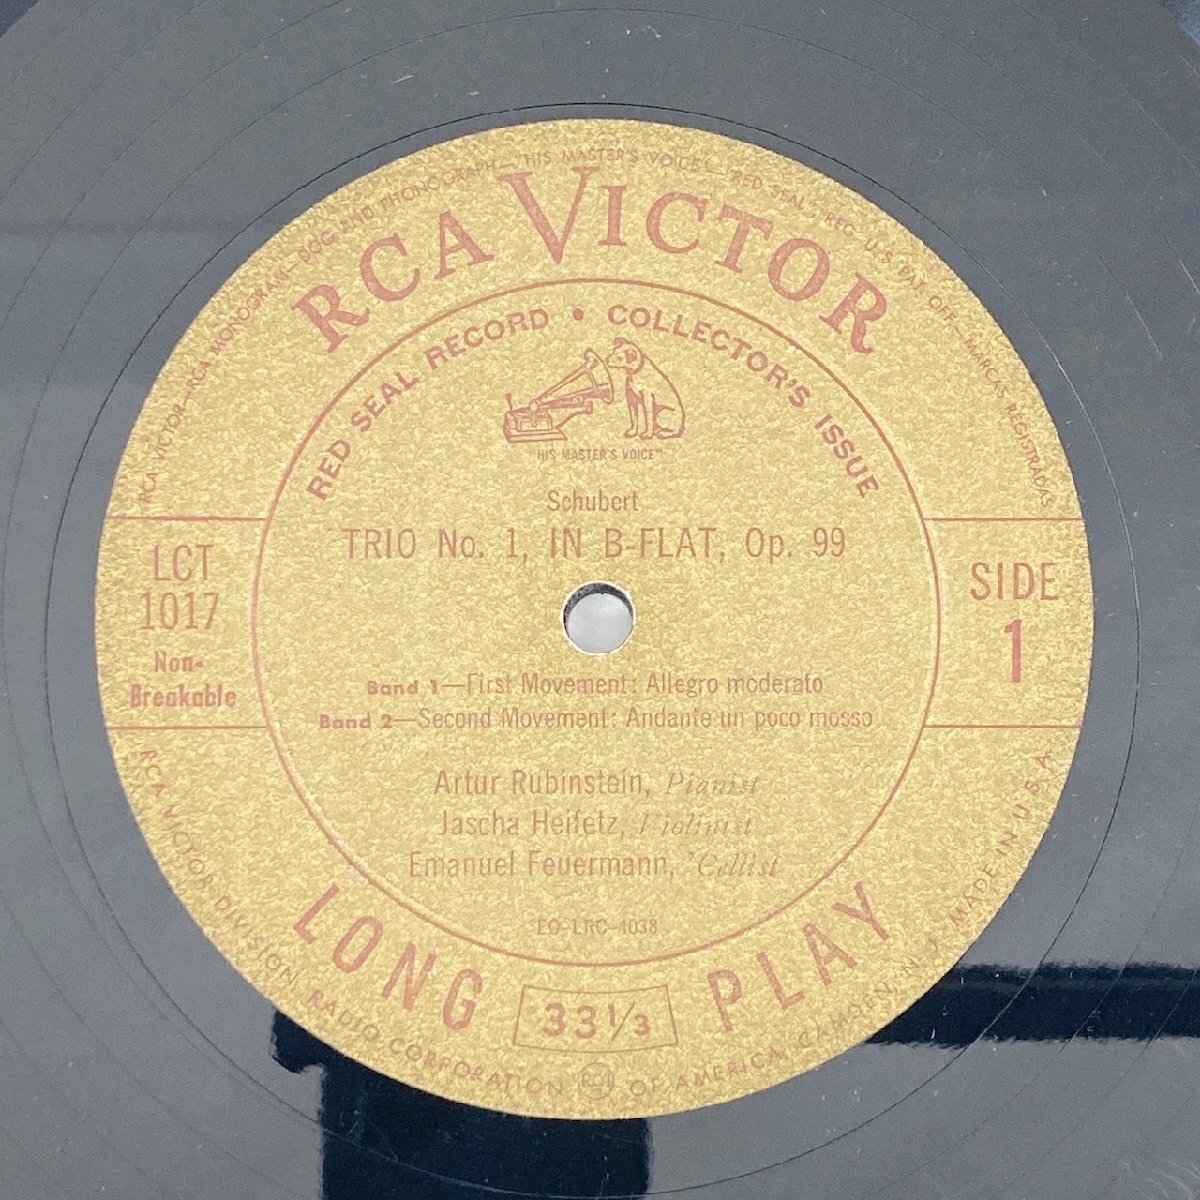 RCA VICTOR—RCA MONOGRAM—DOG AND PHONOGRAPH—"HIS MASTER'S VOICE"—"RED SEAL"—REG. U.S. PAT. OFF.—MARCAS REGISTRADAS
RCA VICTOR
RED SEAL RECORD • COLLECTOR'S ISSUE
"HIS MASTER'S VOICE"
Schubert
TRIO No. 1, IN B-FLAT, Op. 99
LCT
1017
Non-
Breakable
SIDE
1
Band 1—First Movement: Allegro moderato
Band 2—Second Movement: Andante un poco mosso
Artur Rubinstein, Pianist
Jascha Heifetz, Violinist
Emanuel Feuermann, 'Cellist
EO-LRC-4038
LONG 33 1/3 PLAY
RCA VICTOR DIVISION, RADIO CORPORATION RCA OF AMERICA, CAMDEN, N.J. MADE IN U.S.A.